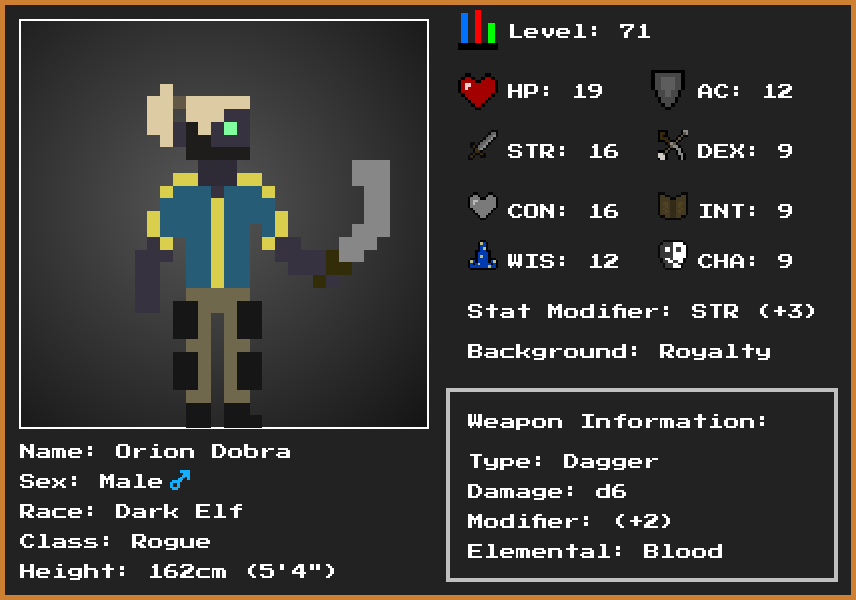 Level: 71
HP: 19 AC: 12
STR: 16 DEX: 9
CON: 16 INT: 9
WIS: 12 CHA: 9
Stat Modifier: STR (+3)
Background: Royalty
Weapon Information:
Type: Dagger
Damage: d6
Modifier: (+2)
Elemental: Blood
Name: Orion Dobra
Sex: Male ♂
Race: Dark Elf
Class: Rogue
Height: 162cm (5'4")